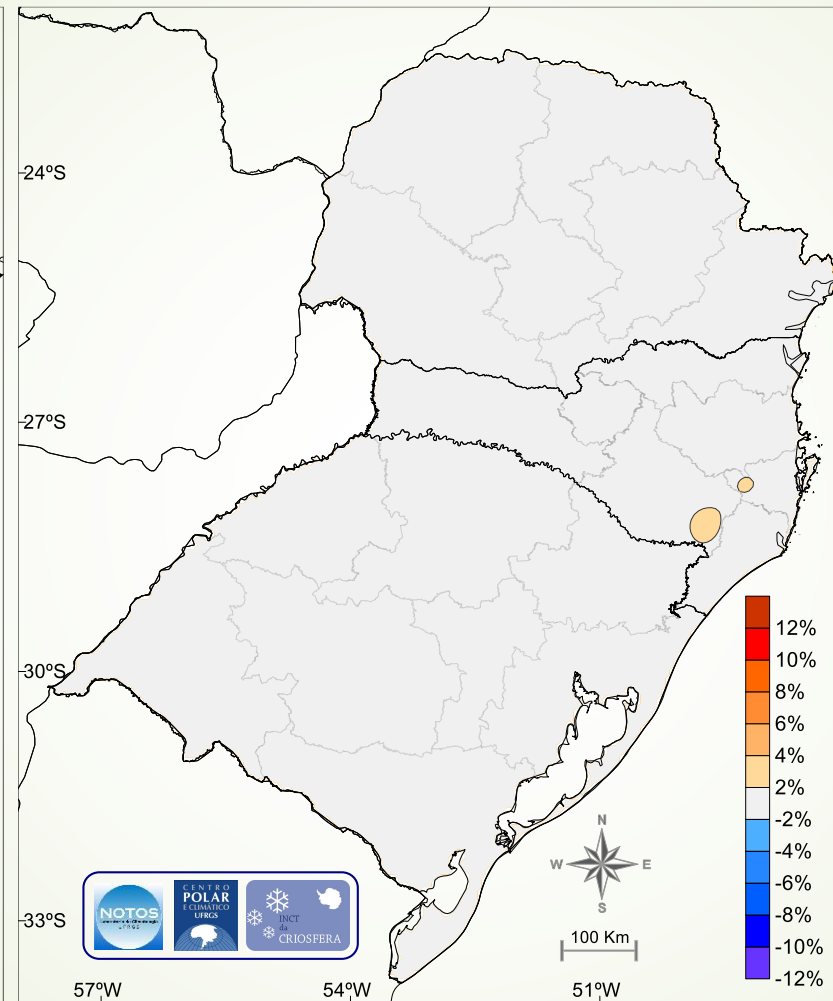 24ºS
27ºS
30ºS
33ºS
57ºW
54ºW
51ºW
12%
10%
8%
6%
4%
2%
-2%
-4%
-6%
-8%
-10%
-12%
N
W
E
S
100 Km
NOTOS
UFRGS
CENTRO
POLAR
E CLIMÁTICO
UFRGS
INCT
da
CRIOSFERA